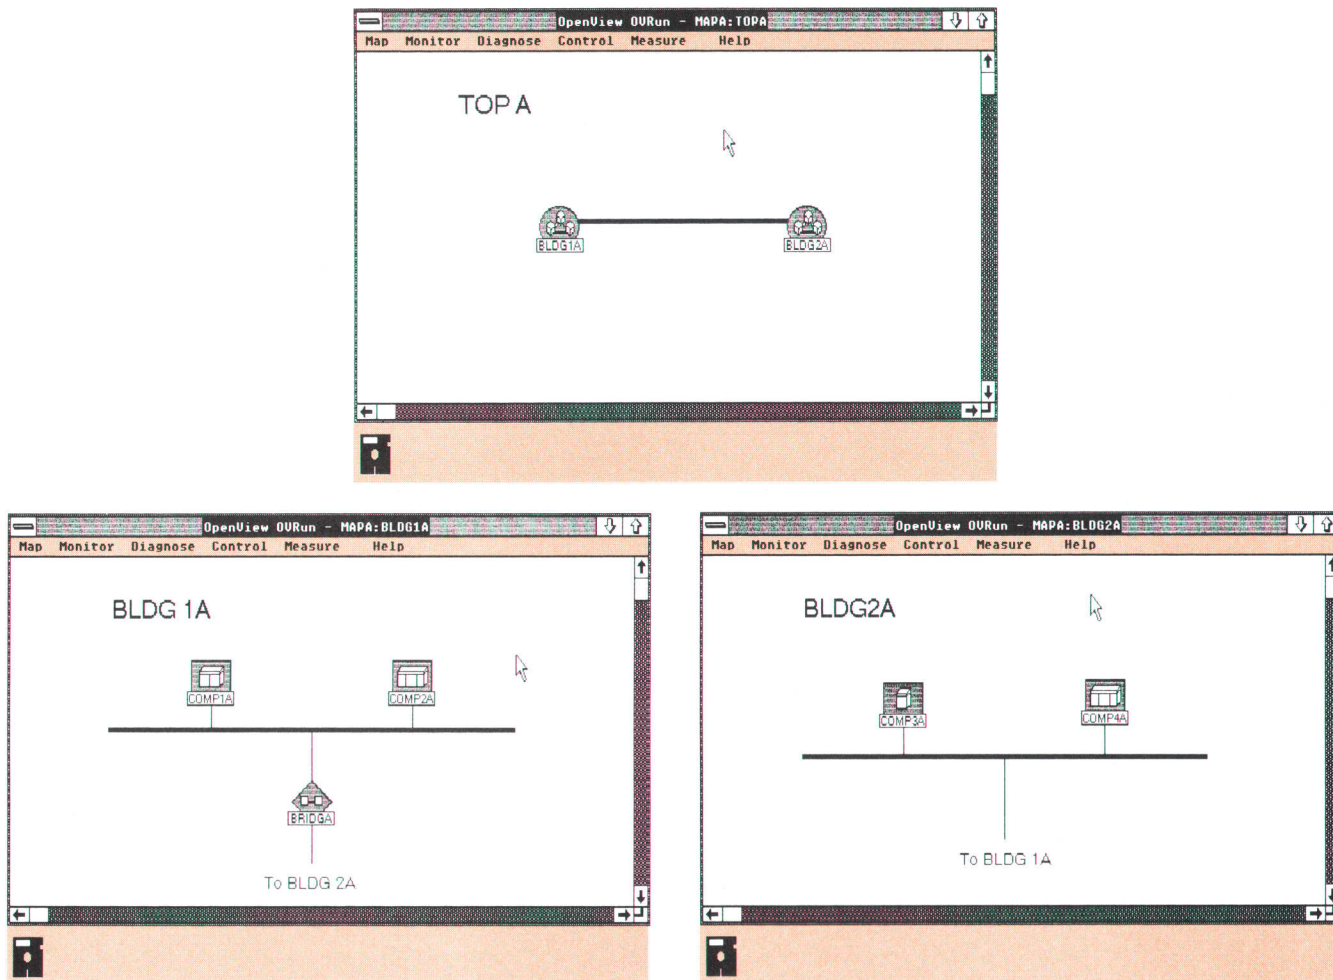 OpenView OVRun - MAPA:TOPA
Map Monitor Diagnose Control Measure Help
TOP A
BLDG1A BLDG2A
OpenView OVRun - MAPA:BLDG1A
Map Monitor Diagnose Control Measure Help
BLDG 1A
COMP1A COMP2A
BRIDGA
To BLDG 2A
OpenView OVRun - MAPA:BLDG2A
Map Monitor Diagnose Control Measure Help
BLDG2A
COMP3A COMP4A
To BLDG 1A